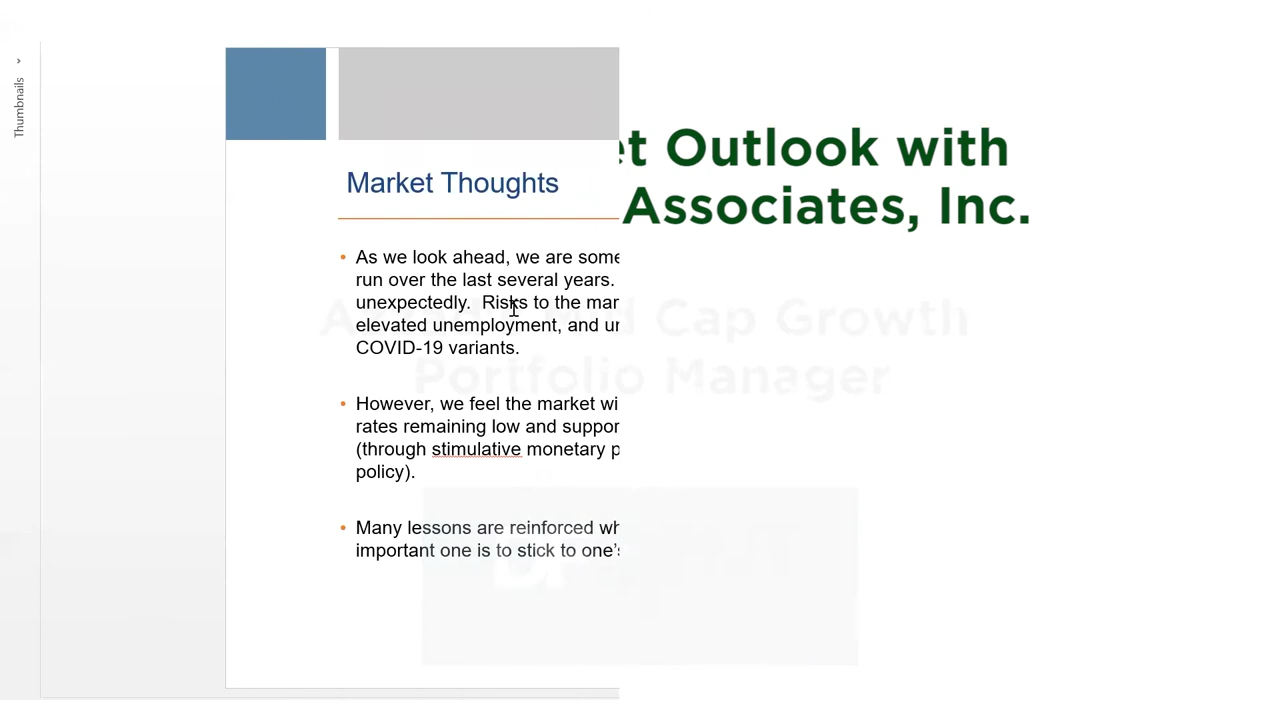 Thumbnails
Market Thoughts
• As we look ahead, we are some
run over the last several years.
unexpectedly.  Risks to the mar
elevated unemployment, and un
COVID-19 variants.
• However, we feel the market wi
rates remaining low and suppor
(through stimulative monetary p
policy).
• Many lessons are reinforced wh
important one is to stick to one's
et Outlook with
Associates, Inc.
Mid Cap Growth
Portfolio Manager